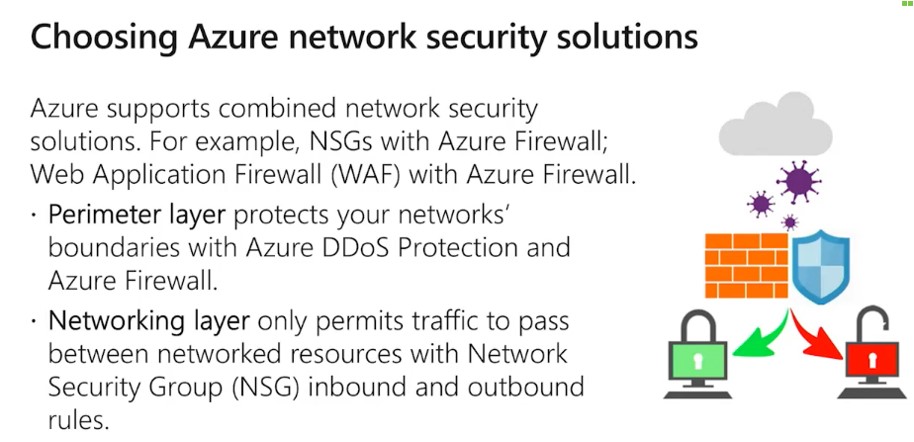 Choosing Azure network security solutions
Azure supports combined network security
solutions. For example, NSGs with Azure Firewall;
Web Application Firewall (WAF) with Azure Firewall.
· Perimeter layer protects your networks’
boundaries with Azure DDoS Protection and
Azure Firewall.
· Networking layer only permits traffic to pass
between networked resources with Network
Security Group (NSG) inbound and outbound
rules.